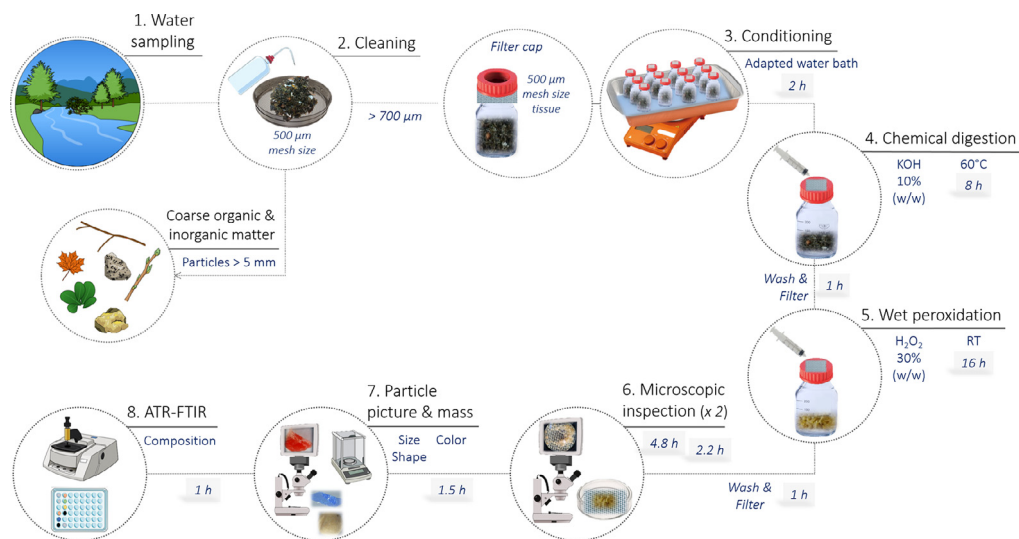 1. Water
sampling
2. Cleaning
500 μm
mesh size
> 700 μm
Filter cap
500 μm
mesh size
tissue
3. Conditioning
Adapted water bath
2 h
4. Chemical digestion
KOH
10%
(w/w)
60°C
8 h
Coarse organic &
inorganic matter
Particles > 5 mm
Wash &
Filter
1 h
5. Wet peroxidation
H₂O₂
30%
(w/w)
RT
16 h
Wash &
Filter
1 h
6. Microscopic
inspection (x 2)
4.8 h
2.2 h
7. Particle
picture & mass
Size
Shape
Color
1.5 h
8. ATR-FTIR
Composition
1 h